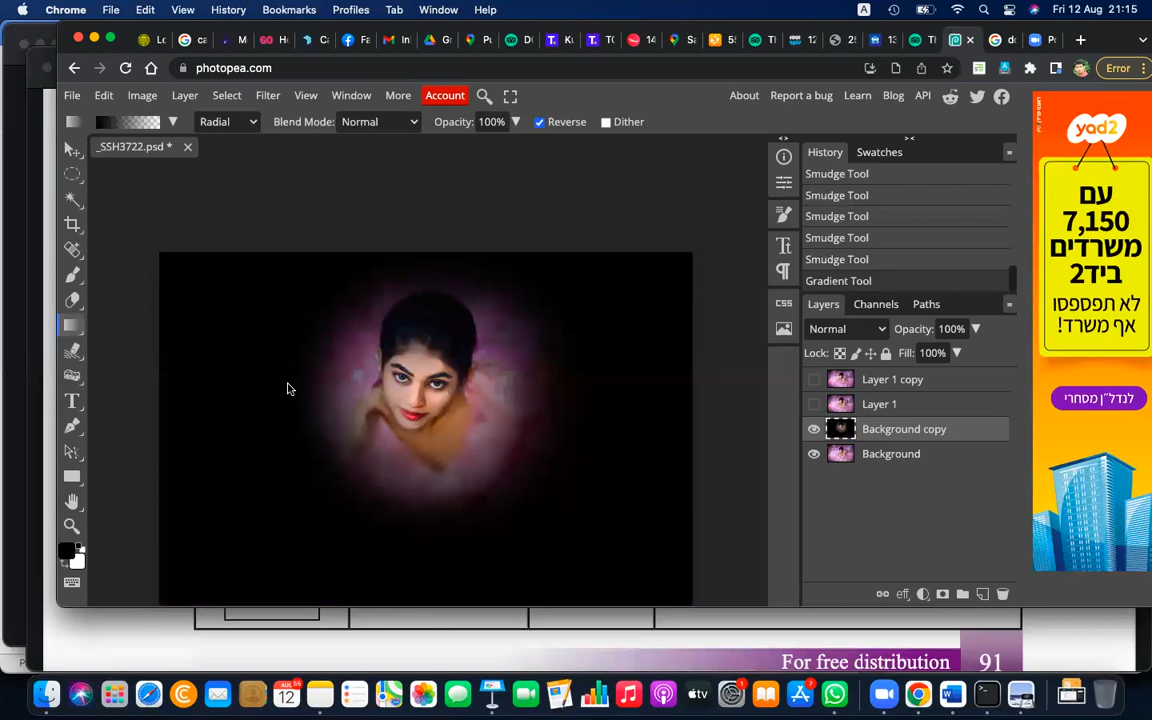 Chrome File Edit View History Bookmarks Profiles Tab Window Help A Fri 12 Aug 21:15
photopea.com Error
File Edit Image Layer Select Filter View Window More Account About Report a bug Learn Blog API
Radial Blend Mode: Normal Opacity: 100% Reverse Dither
_SSH3722.psd *
History Swatches
Smudge Tool
Smudge Tool
Smudge Tool
Smudge Tool
Smudge Tool
Gradient Tool
Layers Channels Paths
Normal Opacity: 100%
Lock: Fill: 100%
Layer 1 copy
Layer 1
Background copy
Background
CSS
eff
yad2
עם
7,150
משרדים
ביד2
לא תפספסו
אף משרד!
לנדל״ן מסחרי
For free distribution 91
tv